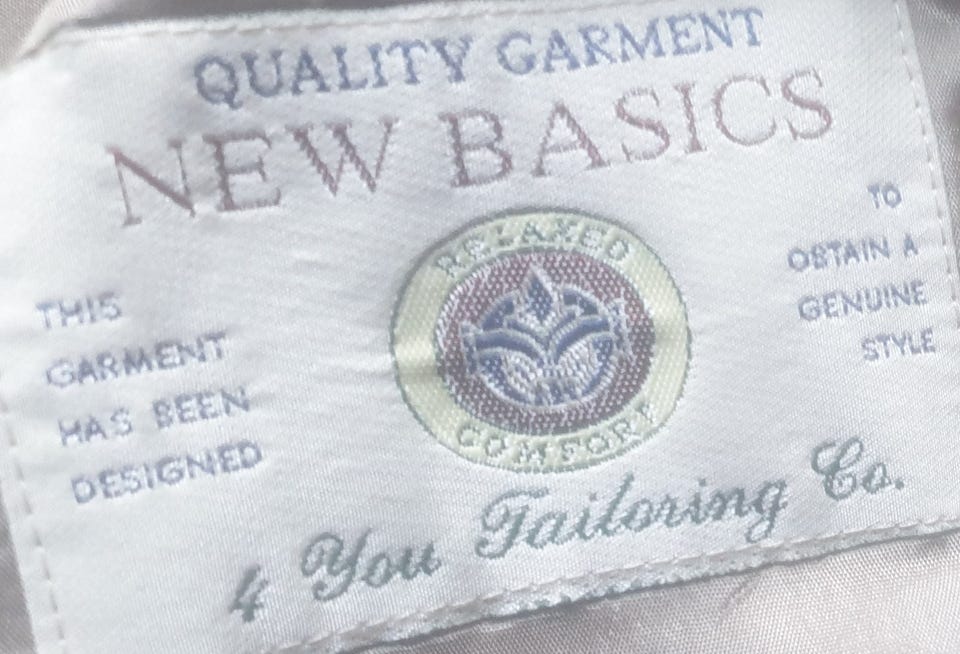 QUALITY GARMENT
NEW BASICS
RELAXED
COMFORT
THIS
GARMENT
HAS BEEN
DESIGNED
TO
OBTAIN A
GENUINE
STYLE
4 You Tailoring Co.